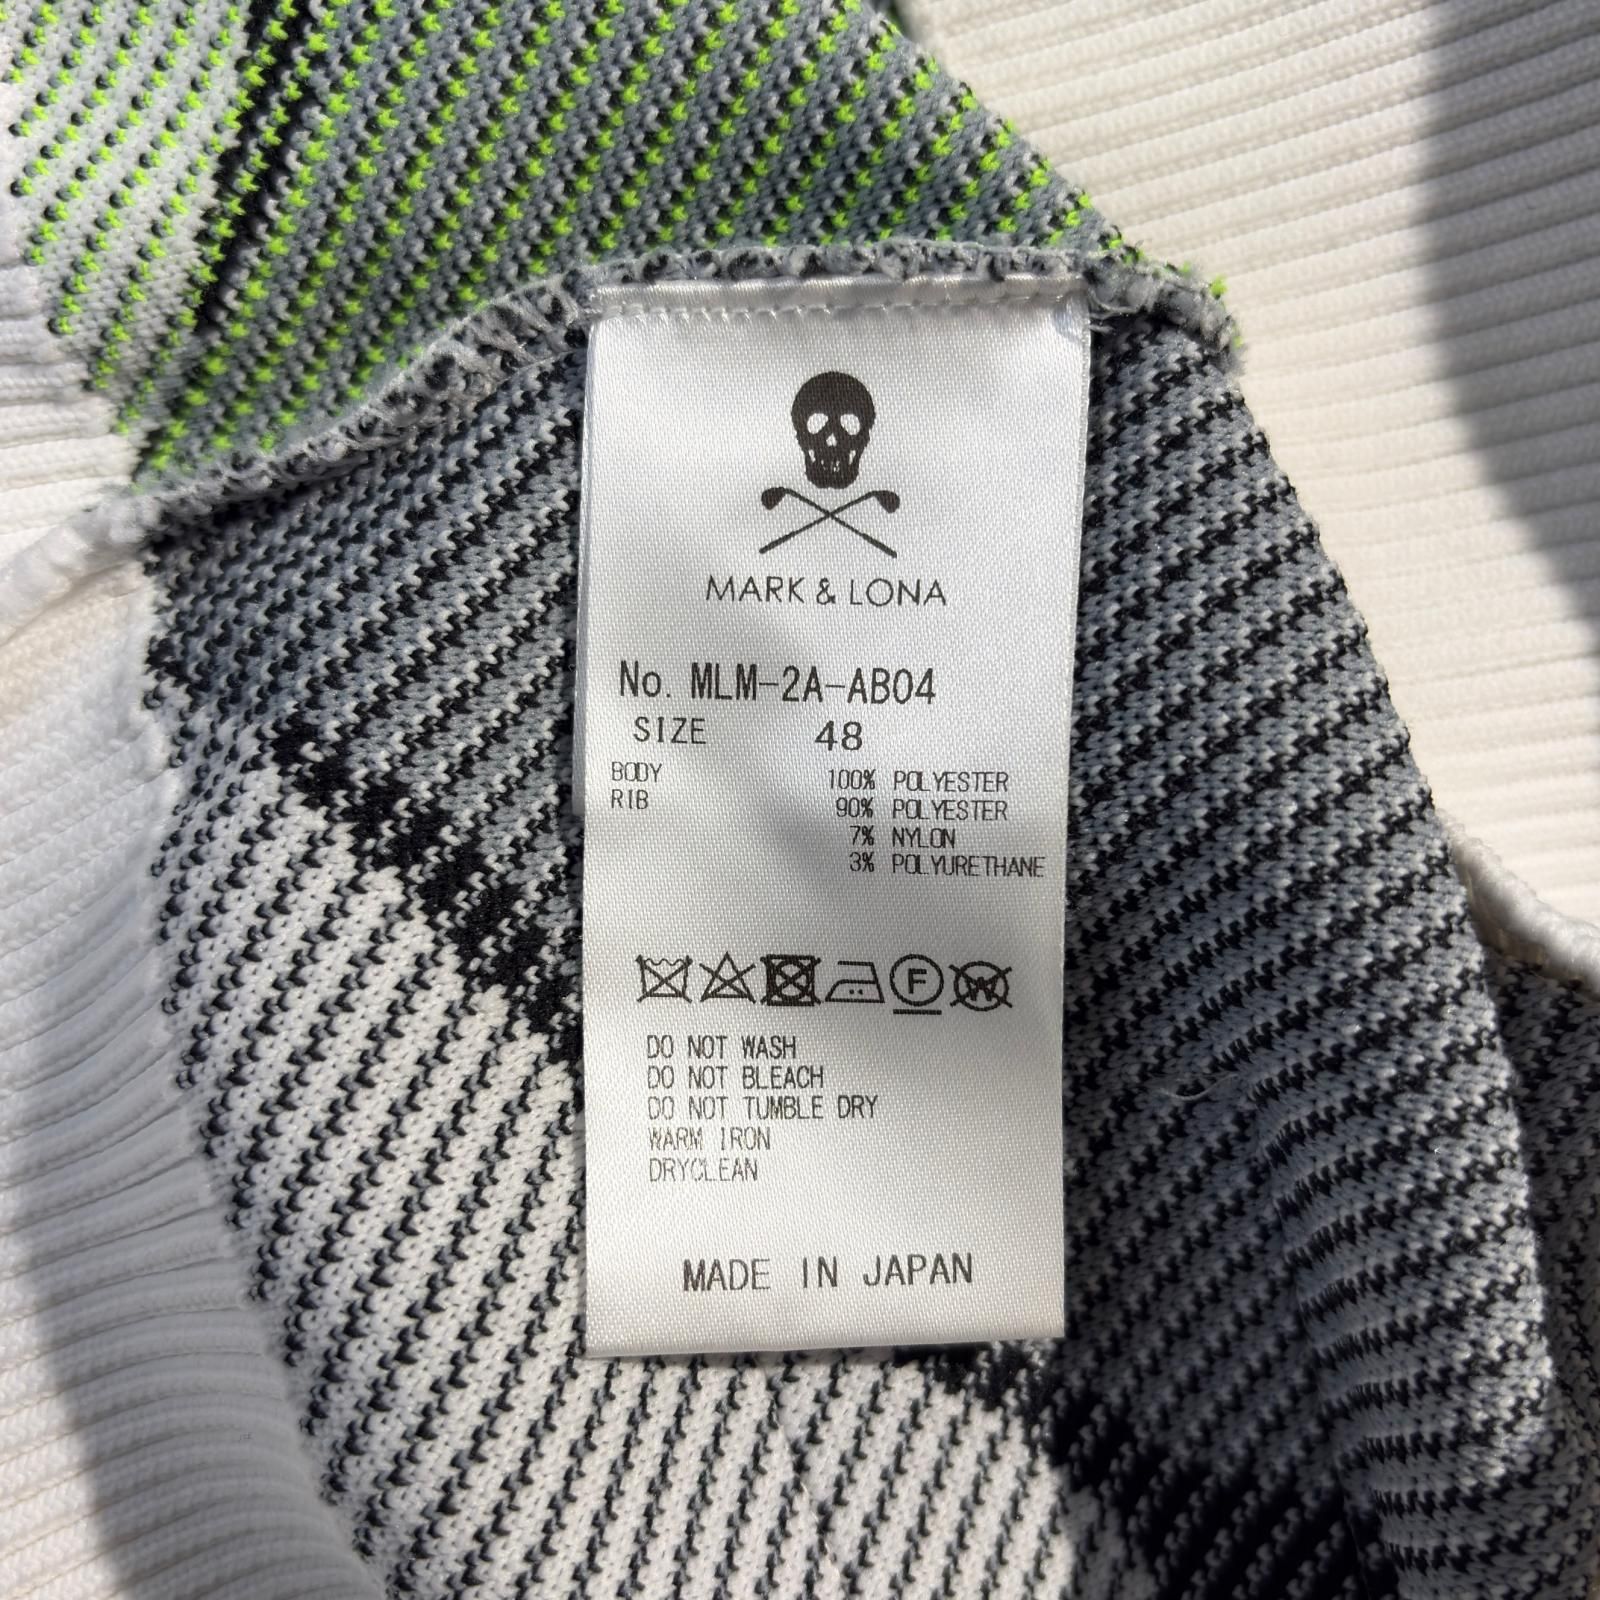 MARK & LONA
No. MLM-2A-AB04
SIZE 48
BODY 100% POLYESTER
RIB 90% POLYESTER
7% NYLON
3% POLYURETHANE
F W
DO NOT WASH
DO NOT BLEACH
DO NOT TUMBLE DRY
WARM IRON
DRYCLEAN
MADE IN JAPAN